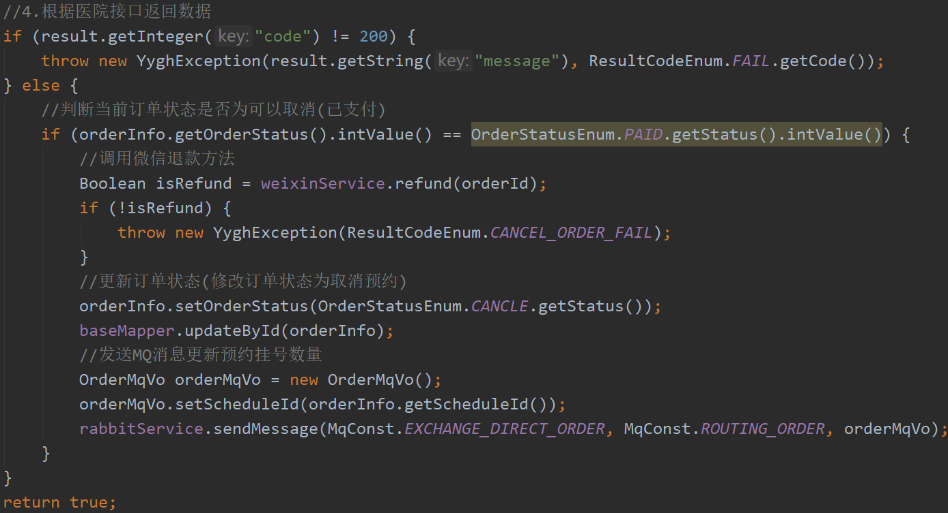 //4.根据医院接口返回数据
if (result.getInteger( key: "code") != 200) {
    throw new YyghException(result.getString( key: "message"), ResultCodeEnum.FAIL.getCode());
} else {
    //判断当前订单状态是否为可以取消(已支付)
    if (orderInfo.getOrderStatus().intValue() == OrderStatusEnum.PAID.getStatus().intValue()) {
        //调用微信退款方法
        Boolean isRefund = weixinService.refund(orderId);
        if (!isRefund) {
            throw new YyghException(ResultCodeEnum.CANCEL_ORDER_FAIL);
        }
        //更新订单状态(修改订单状态为取消预约)
        orderInfo.setOrderStatus(OrderStatusEnum.CANCLE.getStatus());
        baseMapper.updateById(orderInfo);
        //发送MQ消息更新预约挂号数量
        OrderMqVo orderMqVo = new OrderMqVo();
        orderMqVo.setScheduleId(orderInfo.getScheduleId());
        rabbitService.sendMessage(MqConst.EXCHANGE_DIRECT_ORDER, MqConst.ROUTING_ORDER, orderMqVo);
    }
}
return true;